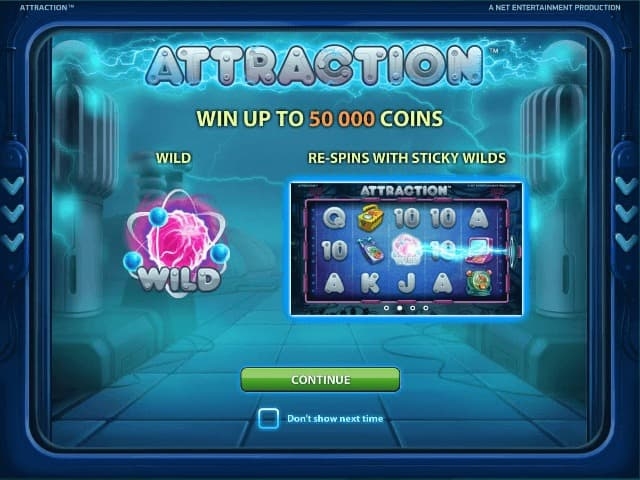 ATTRACTION™
A NET ENTERTAINMENT PRODUCTION
ATTRACTION™
WIN UP TO 50 000 COINS
WILD
RE-SPINS WITH STICKY WILDS
WILD
ATTRACTION™
Q 10 10 A
10 10
A K J A
CONTINUE
Don't show next time